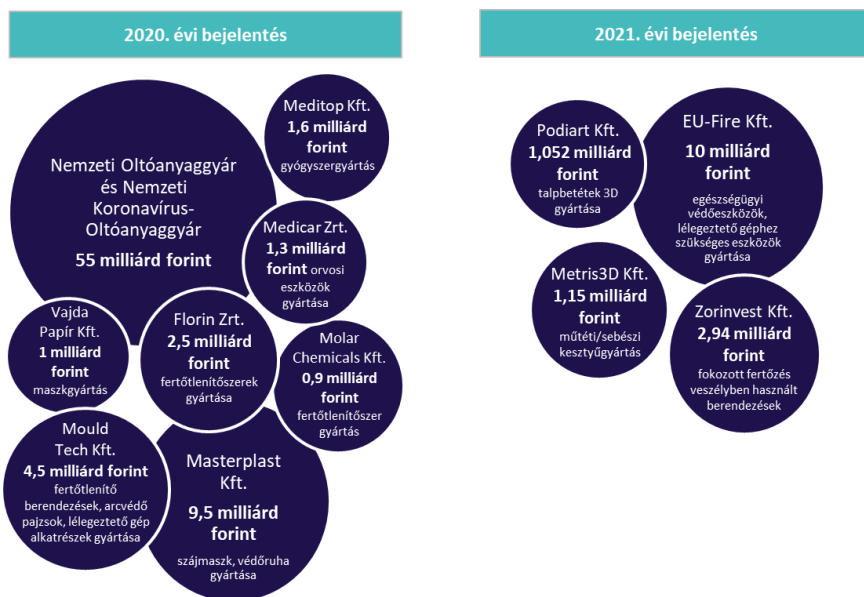 2020. évi bejelentés
Nemzeti Oltóanyaggyár
és Nemzeti
Koronavírus-
Oltóanyaggyár
55 milliárd forint
Meditop Kft.
1,6 milliárd
forint
gyógyszergyártás
Medicar Zrt.
1,3 milliárd
forint orvosi
eszközök
gyártása
Vajda
Papír Kft.
1 milliárd
forint
maszkgyártás
Florin Zrt.
2,5 milliárd
forint
fertőtlenítőszerek
gyártása
Molar
Chemicals Kft.
0,9 milliárd
forint
fertőtlenítőszer
gyártás
Mould
Tech Kft.
4,5 milliárd forint
fertőtlenítő
berendezések, arcvédő
pajzsok, lélegeztető gép
alkatrészek gyártása
Masterplast
Kft.
9,5 milliárd
forint
szájmaszk, védőruha
gyártása
2021. évi bejelentés
Podiart Kft.
1,052 milliárd
forint
talpbetétek 3D
gyártása
EU-Fire Kft.
10 milliárd
forint
egészségügyi
védőeszközök,
lélegeztető géphez
szükséges eszközök
gyártása
Metris3D Kft.
1,15 milliárd
forint
műtéti/sebészi
kesztyűgyártás
Zorinvest Kft.
2,94 milliárd
forint
fokozott fertőzés
veszélyben használt
berendezések